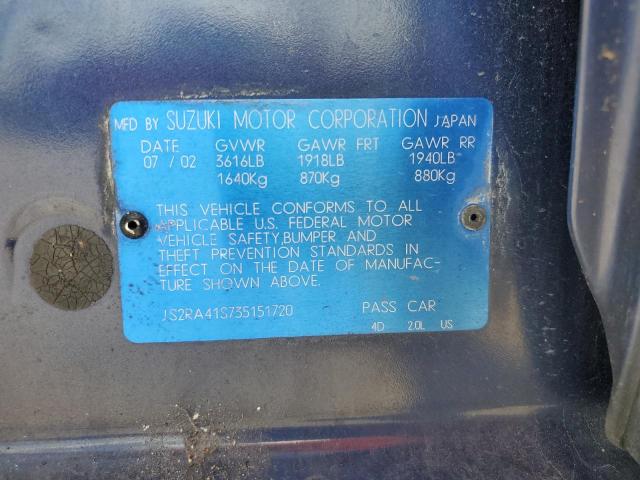 MFD BY SUZUKI MOTOR CORPORATION JAPAN
DATE GVWR GAWR FRT GAWR RR
07 / 02 3616LB 1918LB 1940LB
1640Kg 870Kg 880Kg
THIS VEHICLE CONFORMS TO ALL
APPLICABLE U.S. FEDERAL MOTOR
VEHICLE SAFETY,BUMPER AND
THEFT PREVENTION STANDARDS IN
EFFECT ON THE DATE OF MANUFAC-
TURE SHOWN ABOVE.
JS2RA41S735151720 PASS CAR
4D 2.0L US